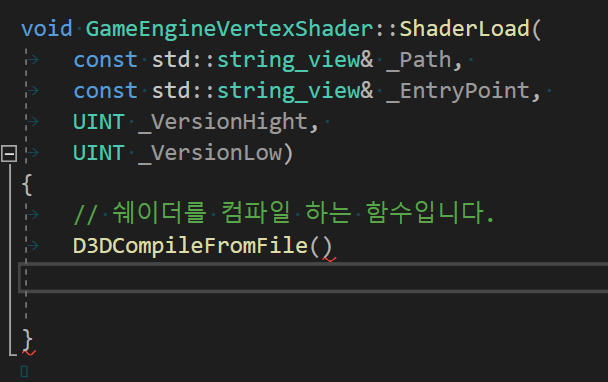 void GameEngineVertexShader::ShaderLoad(
const std::string_view& _Path,
const std::string_view& _EntryPoint,
UINT _VersionHight,
UINT _VersionLow)
{
// 쉐이더를 컴파일 하는 함수입니다.
D3DCompileFromFile()
}